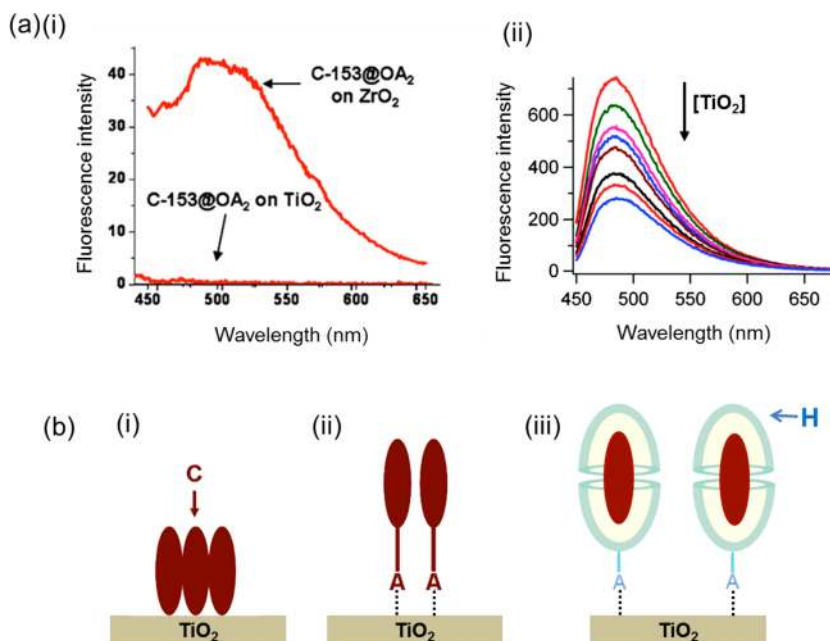 (a)(i)
(ii)
Fluorescence intensity
40
30
20
10
0
C-153@OA₂
on ZrO₂
C-153@OA₂ on TiO₂
450 500 550 600 650
Wavelength (nm)
Fluorescence intensity
600
400
200
0
[TiO₂]
450 500 550 600 650
Wavelength (nm)
(b)
(i)
(ii)
(iii)
C
H
A A
A A
TiO₂
TiO₂
TiO₂